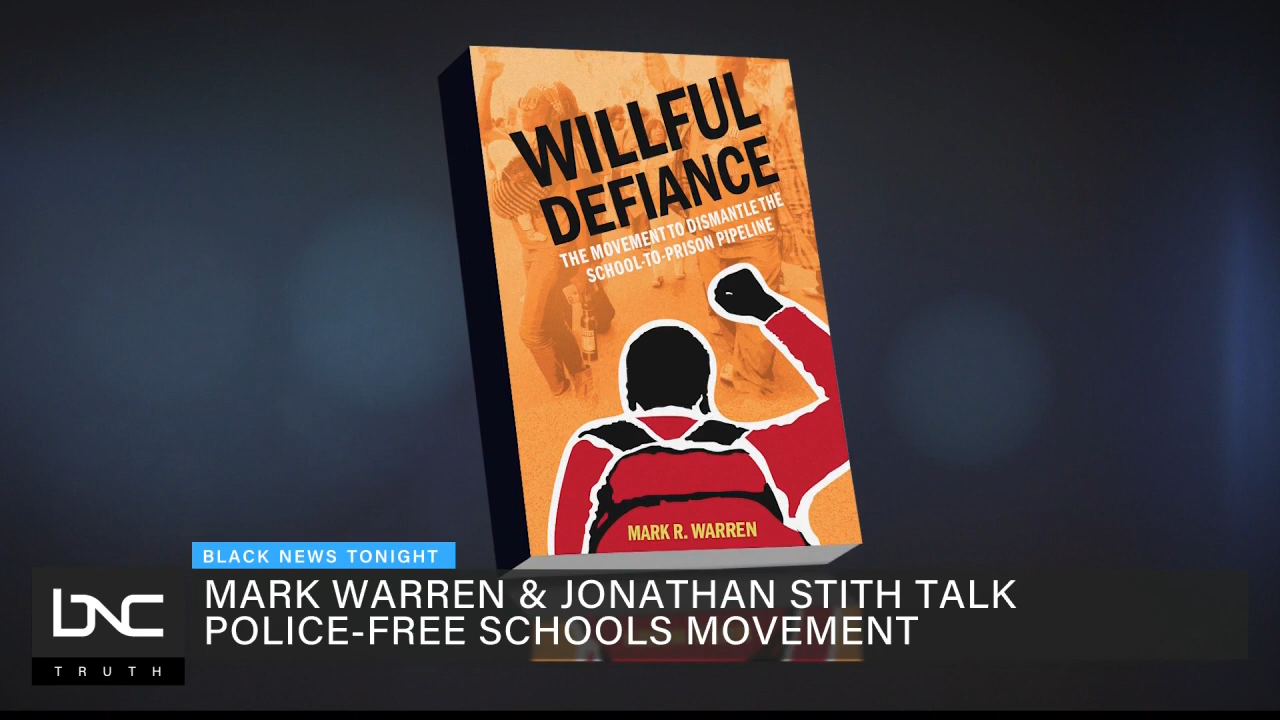 WILLFUL
DEFIANCE
THE MOVEMENT TO DISMANTLE THE
SCHOOL-TO-PRISON PIPELINE
MARK R. WARREN
BLACK NEWS TONIGHT
MARK WARREN & JONATHAN STITH TALK
POLICE-FREE SCHOOLS MOVEMENT
BNC
TRUTH